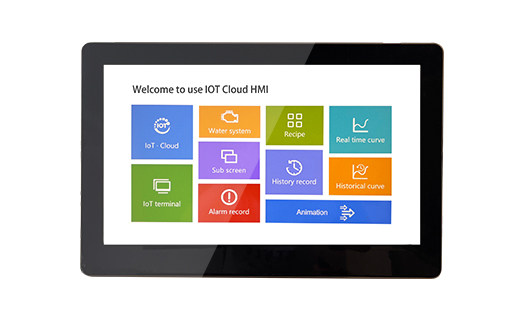 Welcome to use IOT Cloud HMI
IOT
IoT - Cloud
Water system
Recipe
Real time curve
Sub screen
History record
Historical curve
IoT terminal
Alarm record
Animation